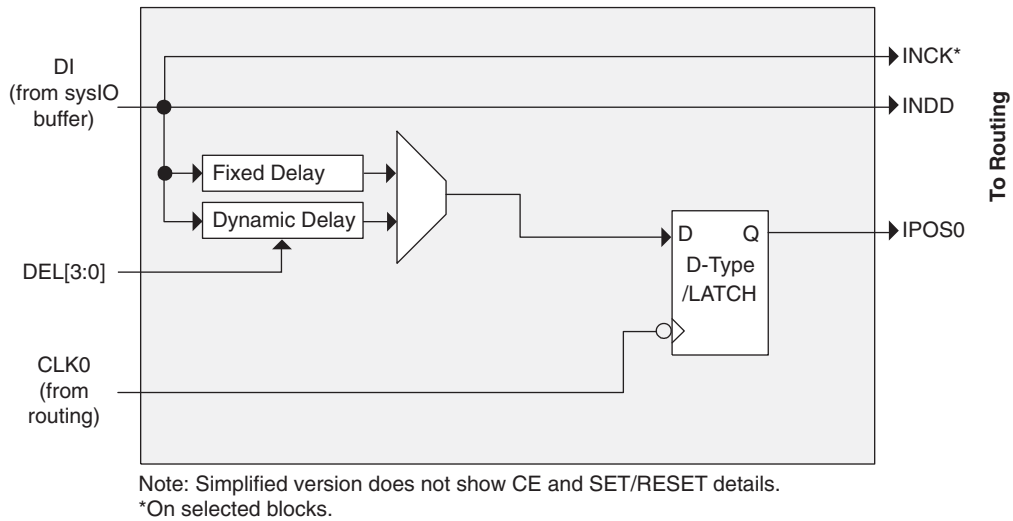 DI
(from sysIO
buffer)
INCK*
INDD
To Routing
Fixed Delay
Dynamic Delay
D Q
IPOS0
D-Type
/LATCH
DEL[3:0]
CLK0
(from
routing)
Note: Simplified version does not show CE and SET/RESET details.
*On selected blocks.